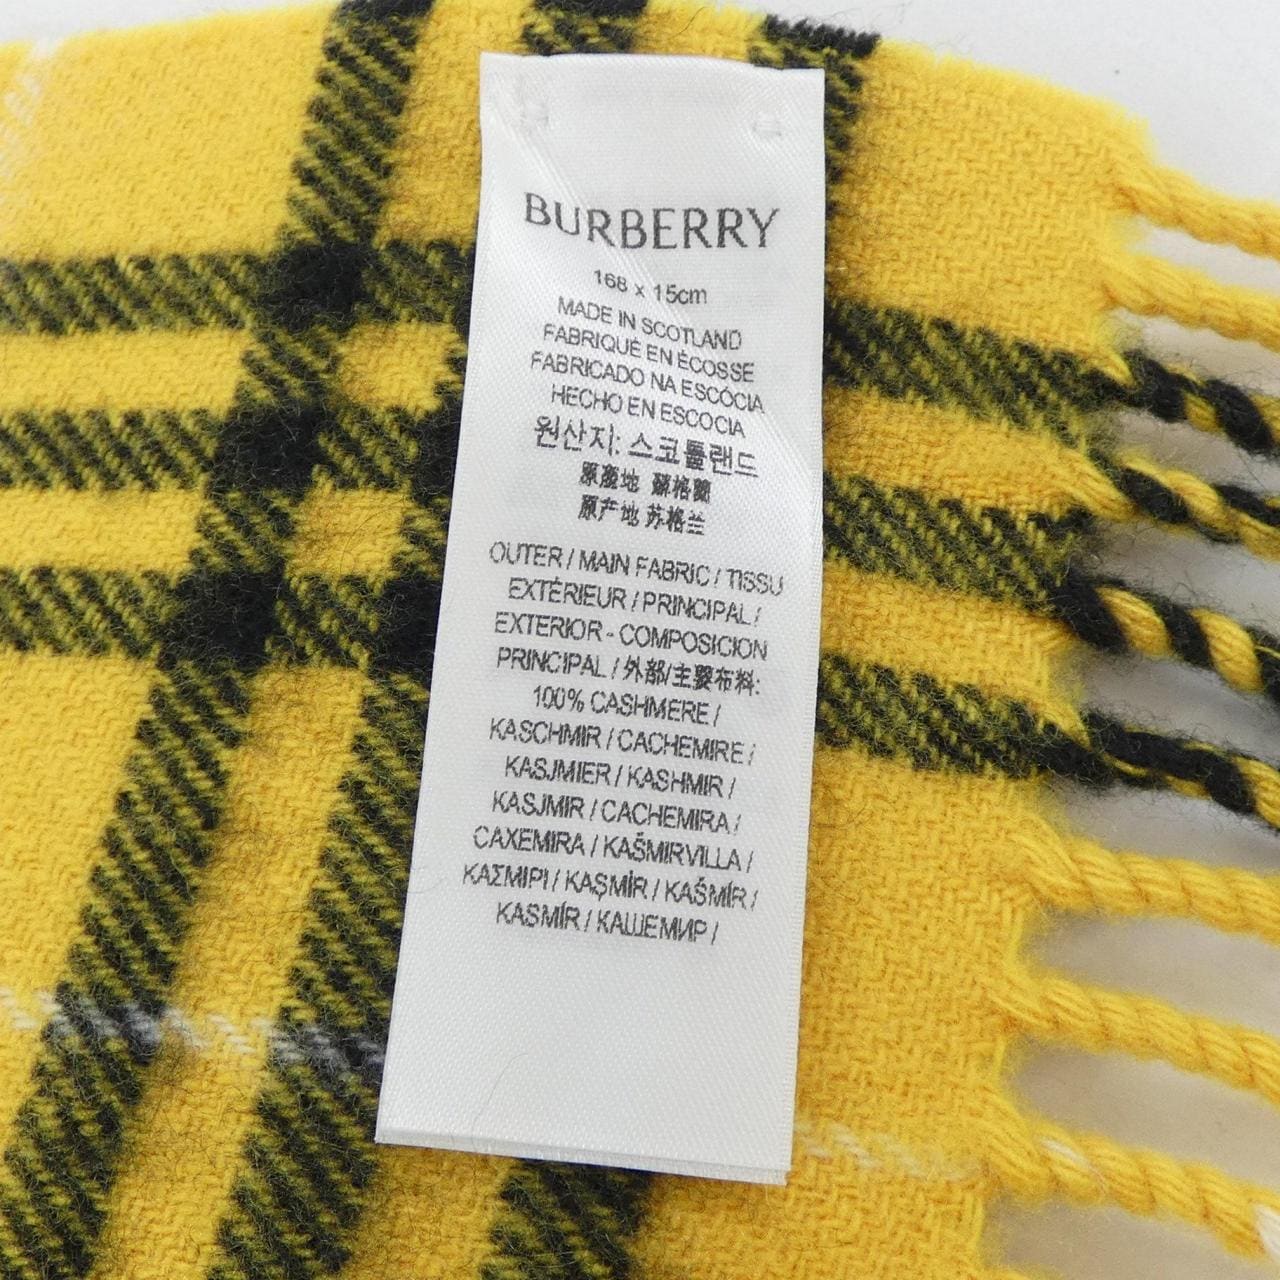 BURBERRY
168 x 15cm
MADE IN SCOTLAND
FABRIQUÉ EN ÉCOSSE
FABRICADO NA ESCÓCIA
HECHO EN ESCOCIA
원산지: 스코틀랜드
原產地 蘇格蘭
原产地 苏格兰
OUTER / MAIN FABRIC / TISSU
EXTÉRIEUR / PRINCIPAL /
EXTERIOR - COMPOSICION
PRINCIPAL / 外部/主要布料:
100% CASHMERE /
KASCHMIR / CACHEMIRE /
KASJMIER / KASHMIR /
KASJMIR / CACHEMIRA /
CAXEMIRA / KAŠMIRVILLA /
ΚΑΣΜΙΡΙ / KAŞMİR / KAŠMÍR /
KASMÍR / КАШЕМИР /